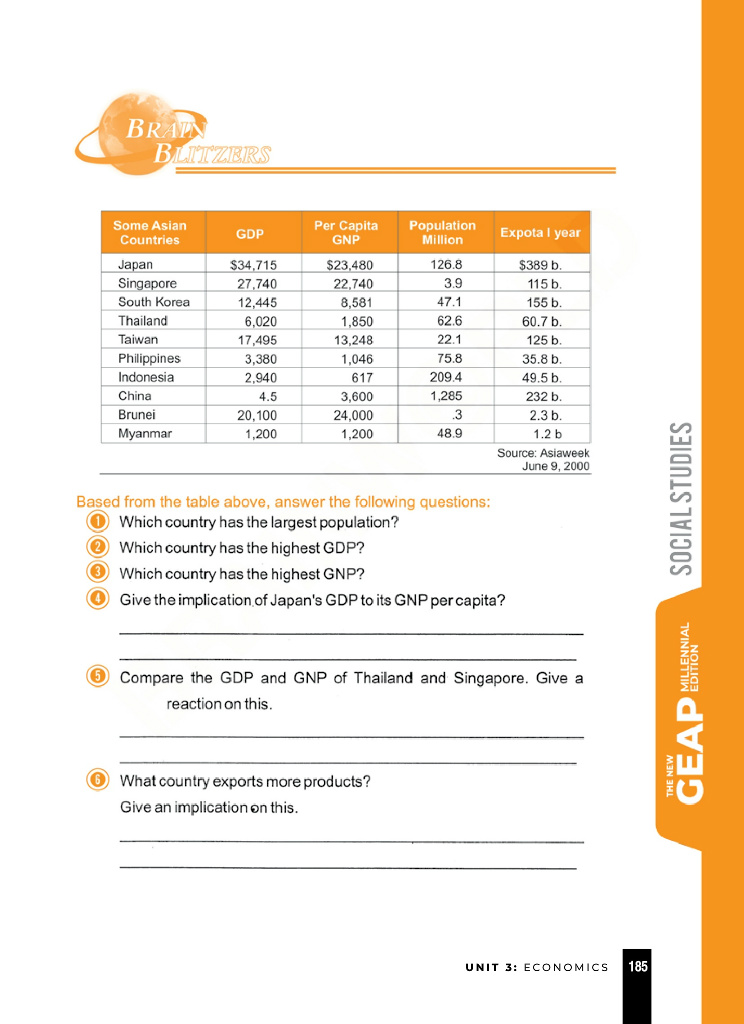 BRAIN
BLITZERS
Some Asian Countries GDP Per Capita GNP Population Million Expota I year
Japan $34,715 $23,480 126.8 $389 b.
Singapore 27,740 22,740 3.9 115 b.
South Korea 12,445 8,581 47.1 155 b.
Thailand 6,020 1,850 62.6 60.7 b.
Taiwan 17,495 13,248 22.1 125 b.
Philippines 3,380 1,046 75.8 35.8 b.
Indonesia 2,940 617 209.4 49.5 b.
China 4.5 3,600 1,285 232 b.
Brunei 20,100 24,000 .3 2.3 b.
Myanmar 1,200 1,200 48.9 1.2 b
Source: Asiaweek
June 9, 2000
Based from the table above, answer the following questions:
1 Which country has the largest population?
2 Which country has the highest GDP?
3 Which country has the highest GNP?
4 Give the implication of Japan's GDP to its GNP per capita?
5 Compare the GDP and GNP of Thailand and Singapore. Give a
reaction on this.
6 What country exports more products?
Give an implication on this.
SOCIAL STUDIES
THE NEW
GEAP
MILLENNIAL
EDITION
UNIT 3: ECONOMICS 185